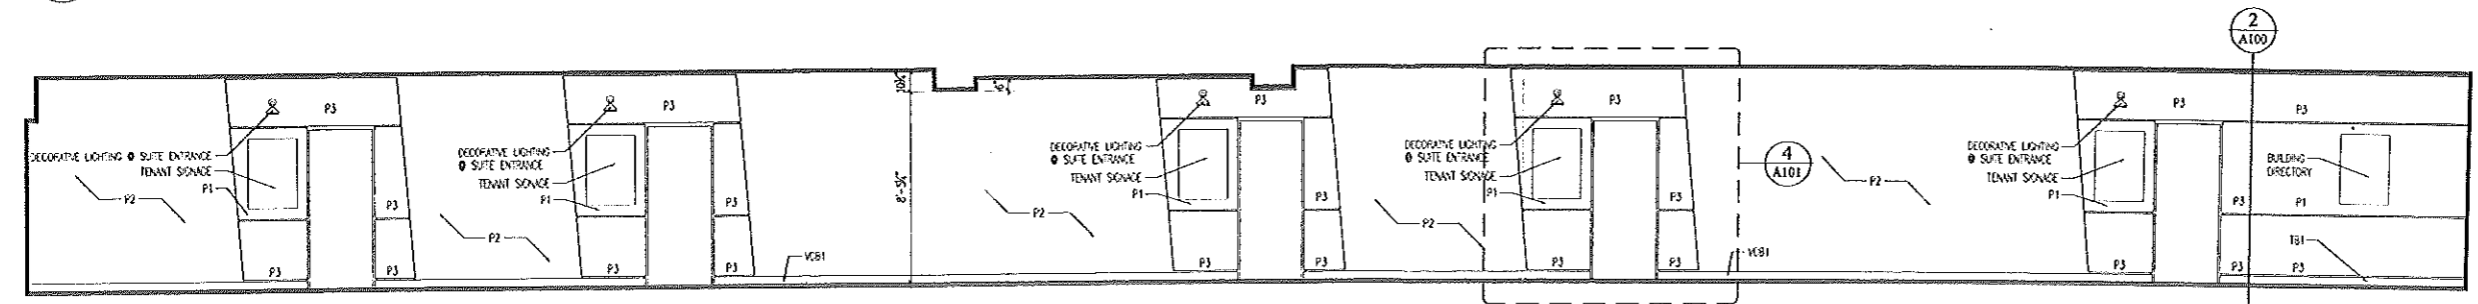 2
A100
P3
DECORATIVE LIGHTING @ SUITE ENTRANCE
TENANT SIGNAGE
P1
P2
P3
P3
P3
P3
DECORATIVE LIGHTING
@ SUITE ENTRANCE
TENANT SIGNAGE
P1
P2
P3
P3
P3
VCB1
8'-5¼"
P3
DECORATIVE LIGHTING
@ SUITE ENTRANCE
TENANT SIGNAGE
P1
P2
P3
P3
P3
P3
DECORATIVE LIGHTING
@ SUITE ENTRANCE
TENANT SIGNAGE
P1
P2
P3
P3
P3
VCB1
4
A101
P2
P3
DECORATIVE LIGHTING
@ SUITE ENTRANCE
TENANT SIGNAGE
P1
P3
P3
P3
P3
BUILDING
DIRECTORY
P1
TB1
P3